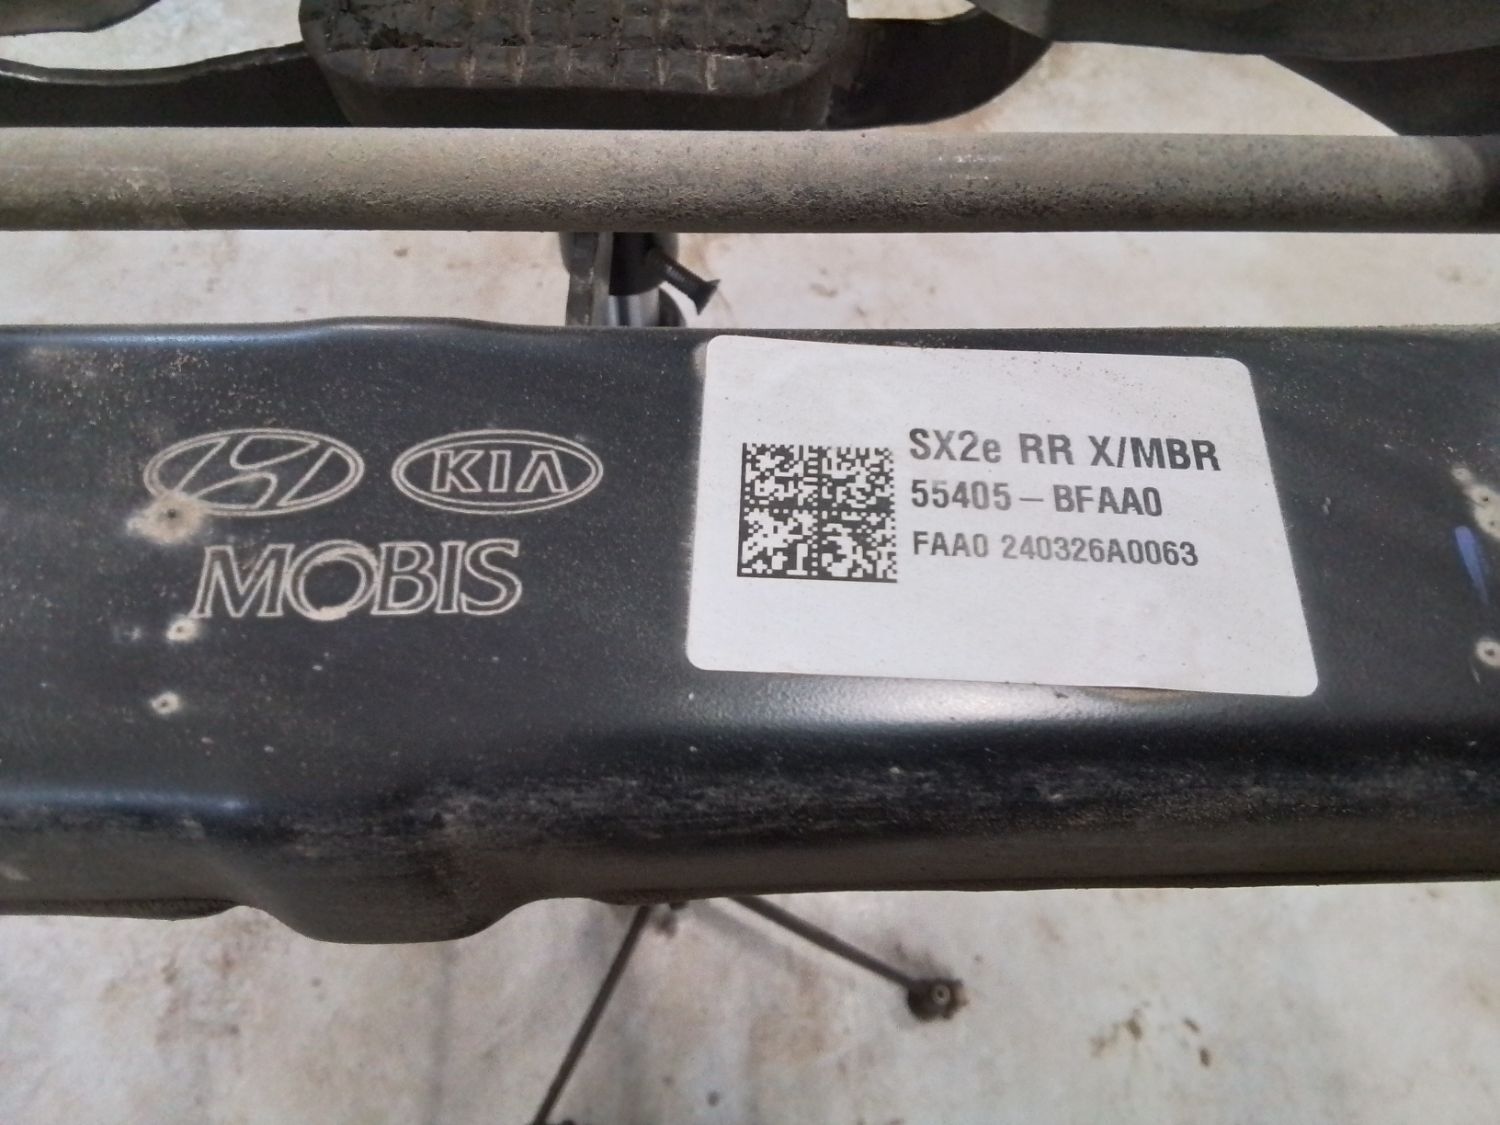 KIA
MOBIS
SX2e RR X/MBR
55405-BFAA0
FAA0 240326A0063